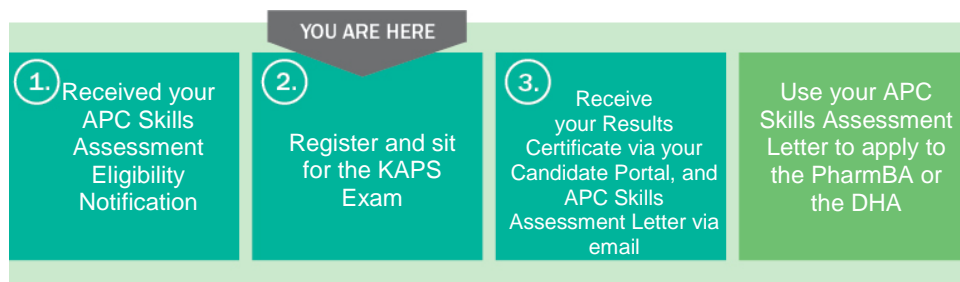 YOU ARE HERE
1.
Received your
APC Skills
Assessment
Eligibility
Notification
2.
Register and sit
for the KAPS
Exam
3.
Receive
your Results
Certificate via your
Candidate Portal, and
APC Skills
Assessment Letter via
email
Use your APC
Skills Assessment
Letter to apply to
the PharmBA or
the DHA